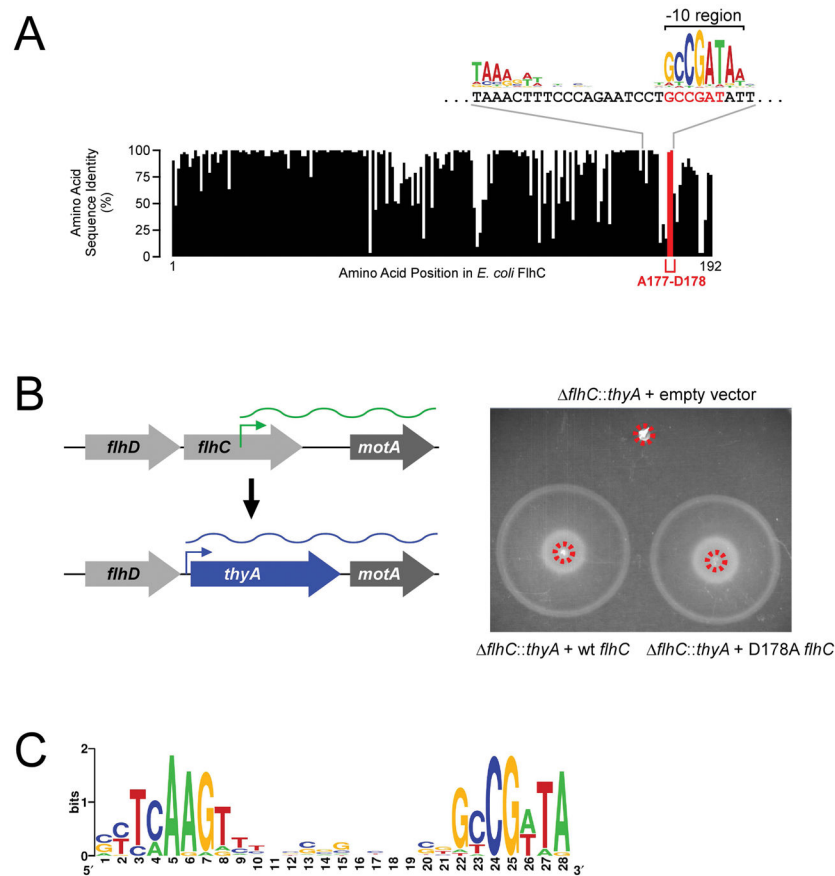 A
-10 region
TAAA AT GCCGATAA
...TAAACTTTCCCAGAATCCTGCCGATATT...
Amino Acid
Sequence Identity
(%)
100
75
50
25
0
1
Amino Acid Position in E. coli FlhC
192
A177-D178
B
ΔflhC::thyA + empty vector
flhD
flhC
motA
flhD
thyA
motA
ΔflhC::thyA + wt flhC
ΔflhC::thyA + D178A flhC
C
2
1
0
bits
5′
1 2 3 4 5 6 7 8 9 10 11 12 13 14 15 16 17 18 19 20 21 22 23 24 25 26 27 28
3′